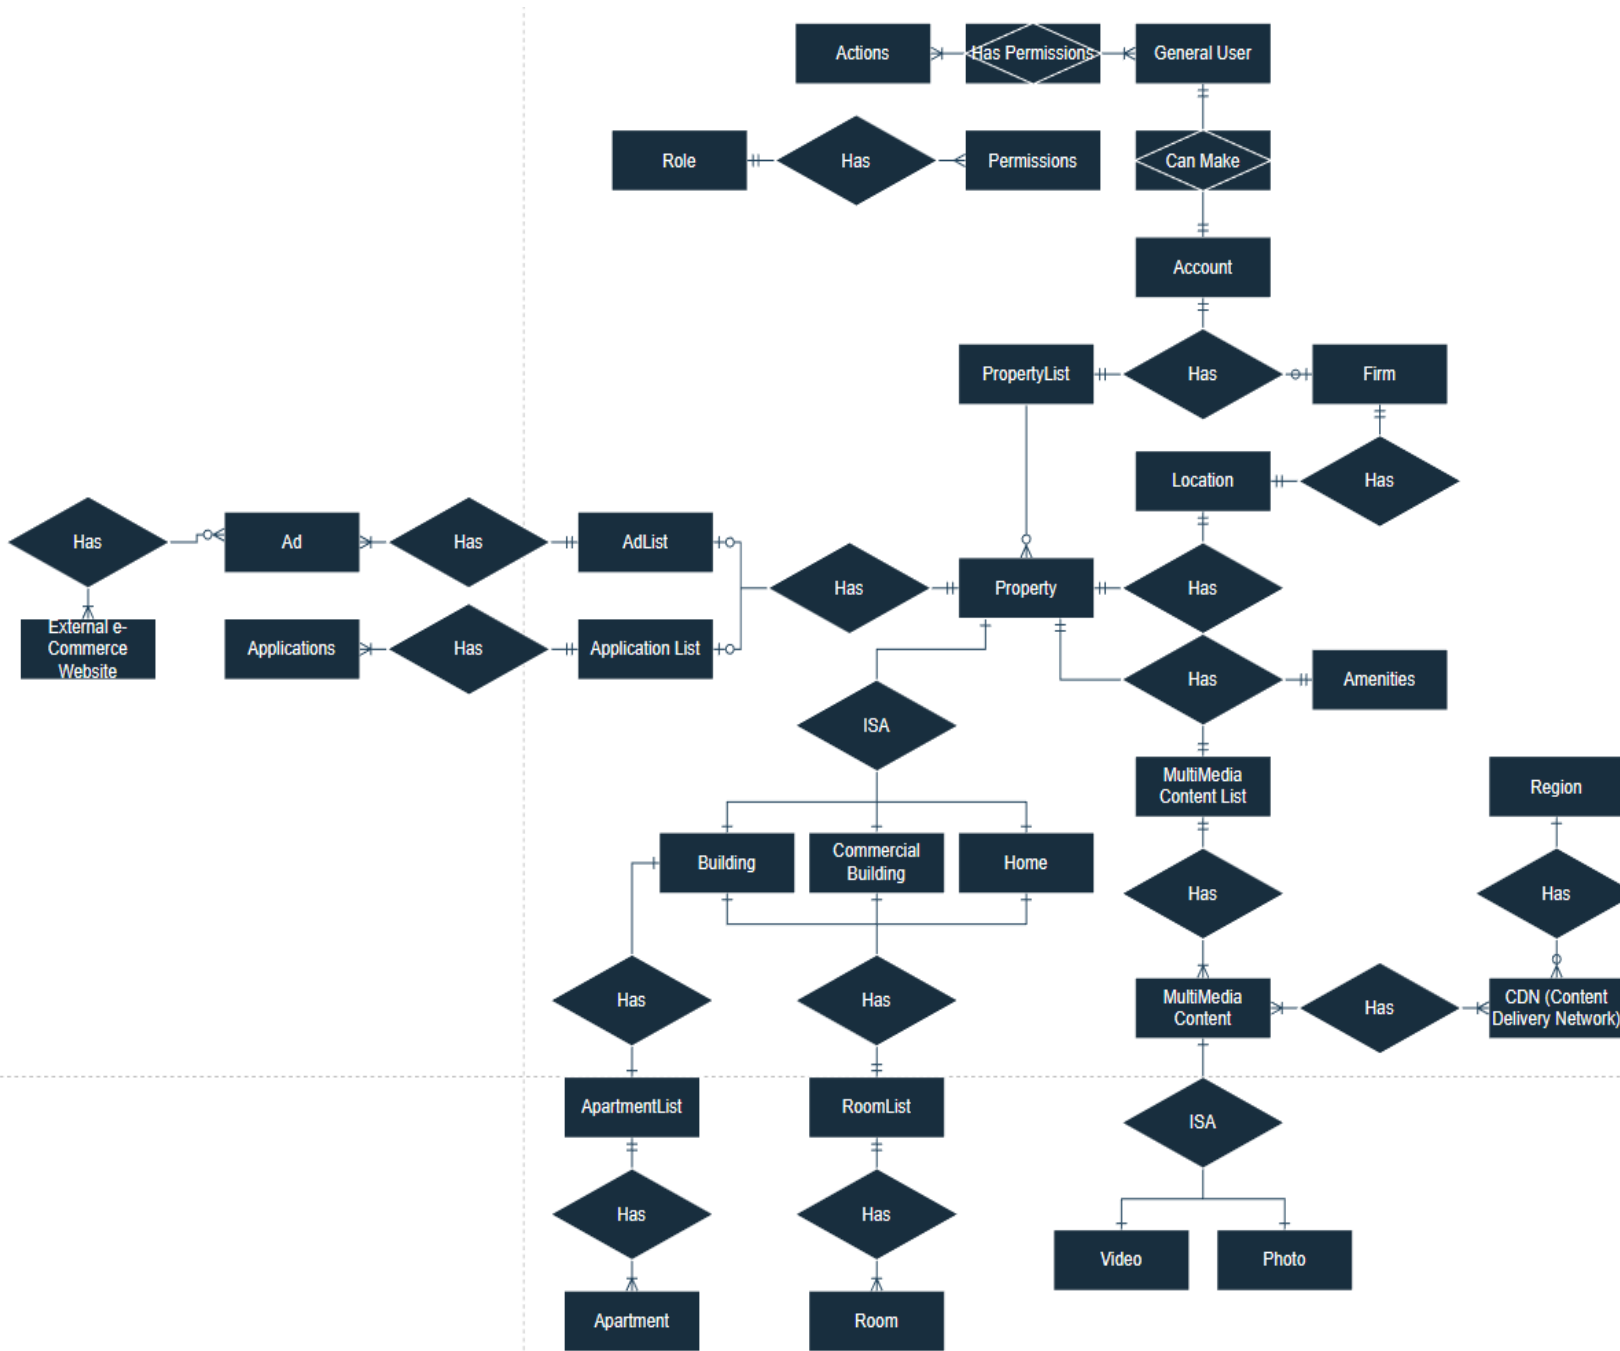 Actions
Has Permissions
General User
Role
Has
Permissions
Can Make
Account
PropertyList
Has
Firm
Location
Has
Has
Ad
Has
AdList
Has
Property
Has
External e-
Commerce
Website
Applications
Has
Application List
Has
Amenities
ISA
MultiMedia
Content List
Region
Building
Commercial
Building
Home
Has
Has
Has
Has
MultiMedia
Content
Has
CDN (Content
Delivery Network)
ApartmentList
RoomList
ISA
Has
Has
Video
Photo
Apartment
Room